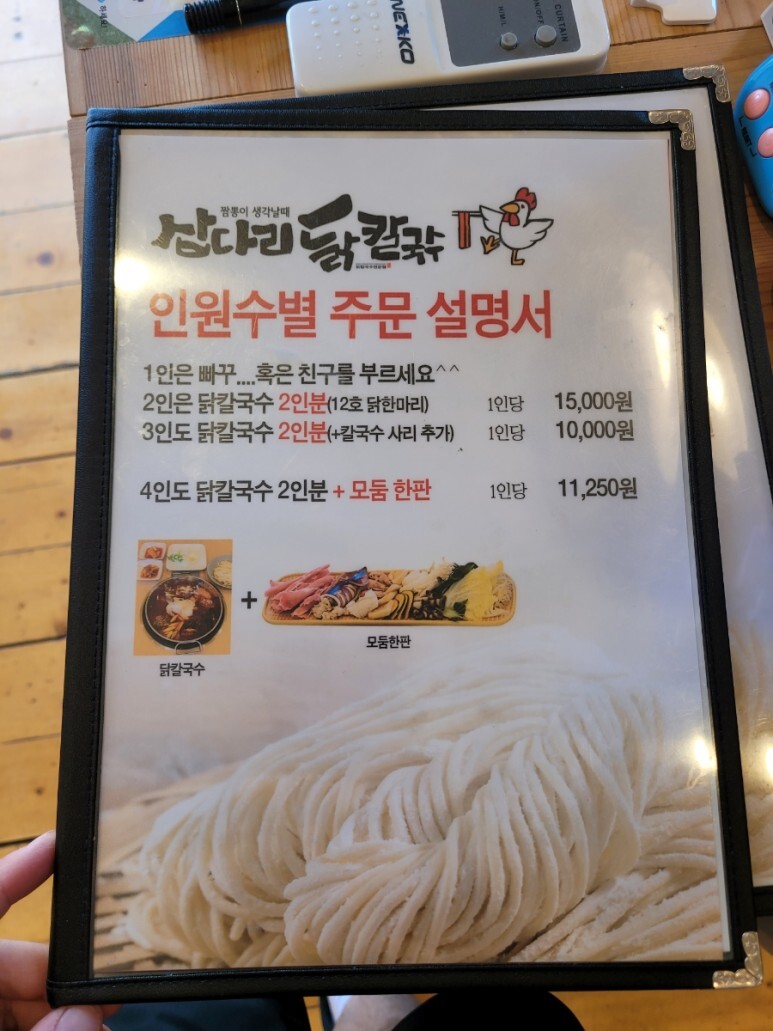 NEXKO
HIM/L
ON/OFF
CURTAIN
짬뽕이 생각날때
삽다리 닭칼국수
인원수별 주문 설명서
1인은 빠꾸....혹은 친구를 부르세요^^
2인은 닭칼국수 2인분(12호 닭한마리) 1인당 15,000원
3인도 닭칼국수 2인분(+칼국수 사리 추가) 1인당 10,000원
4인도 닭칼국수 2인분 + 모둠 한판 1인당 11,250원
+
모둠한판
닭칼국수